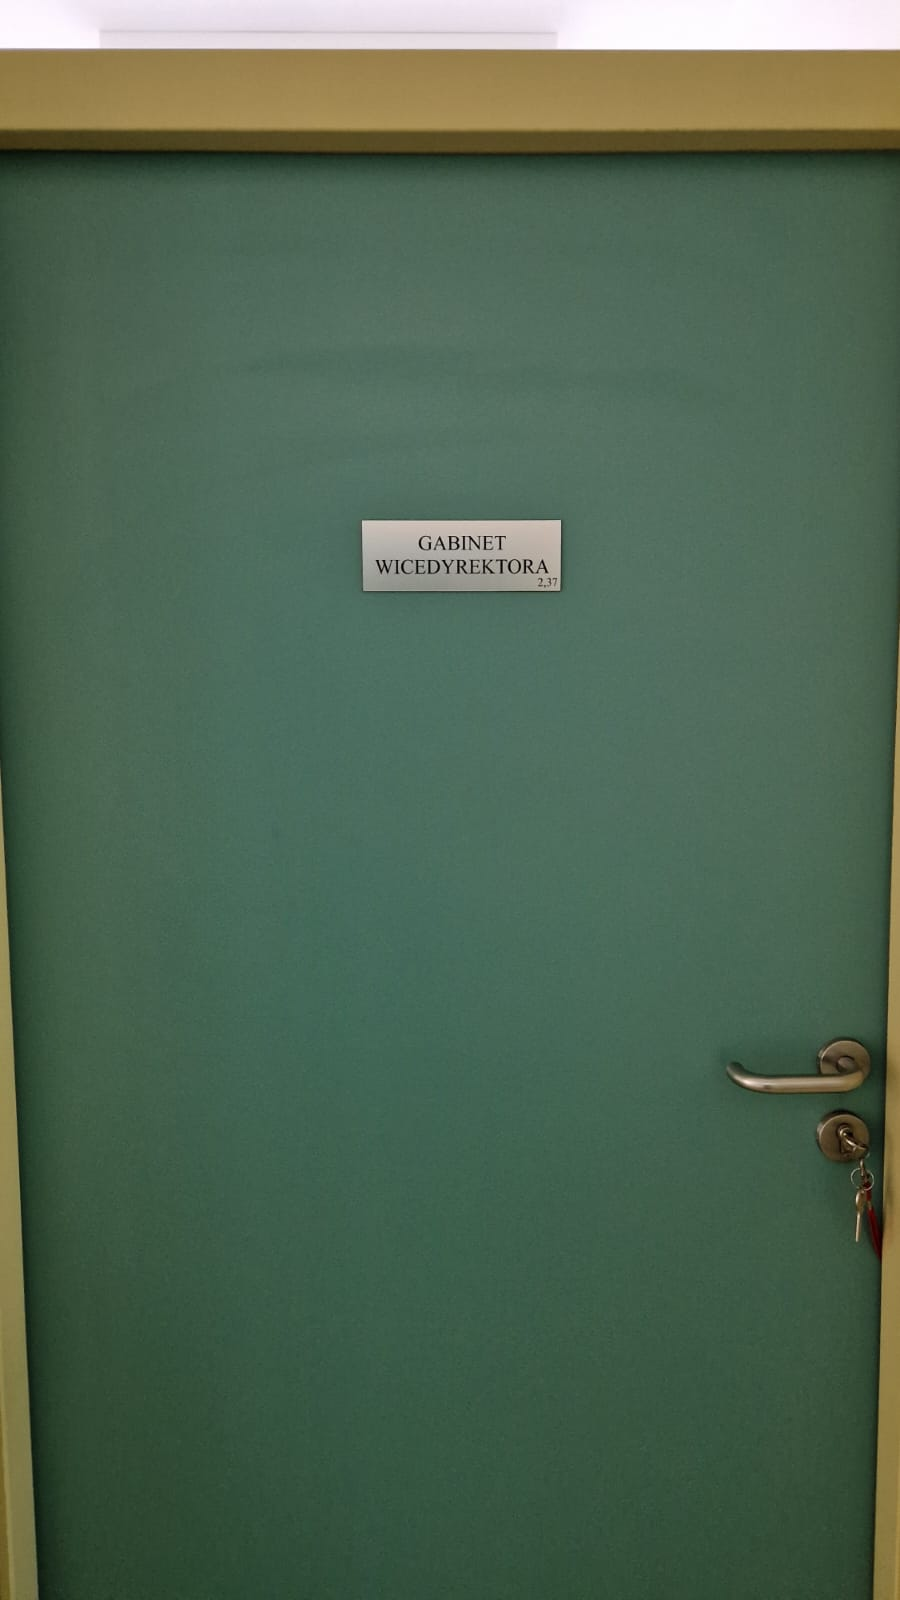 GABINET
WICEDYREKTORA
2,37